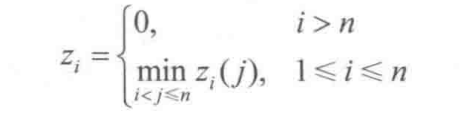 z_i = { 0, i > n
min_{i<j≤n} z_i(j), 1 ≤ i ≤ n